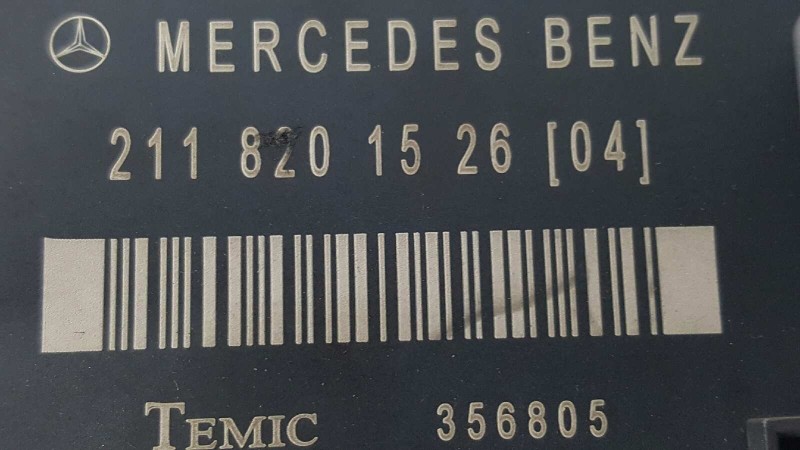 MERCEDES BENZ
211 820 15 26 [04]
TEMIC 356805